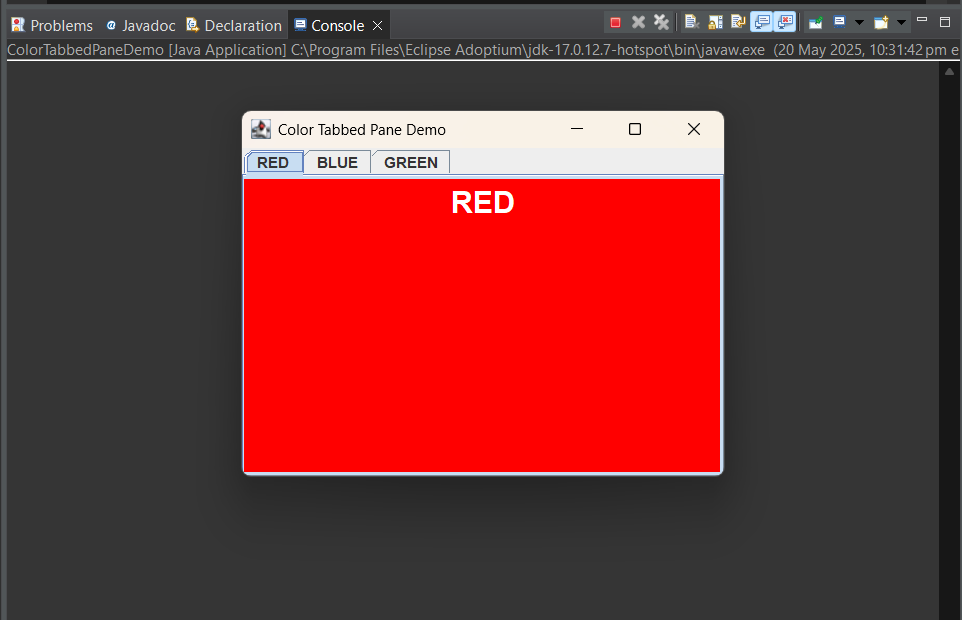 Problems @ Javadoc Declaration Console
ColorTabbedPaneDemo [Java Application] C:\Program Files\Eclipse Adoptium\jdk-17.0.12.7-hotspot\bin\javaw.exe (20 May 2025, 10:31:42 pm e
Color Tabbed Pane Demo
RED BLUE GREEN
RED